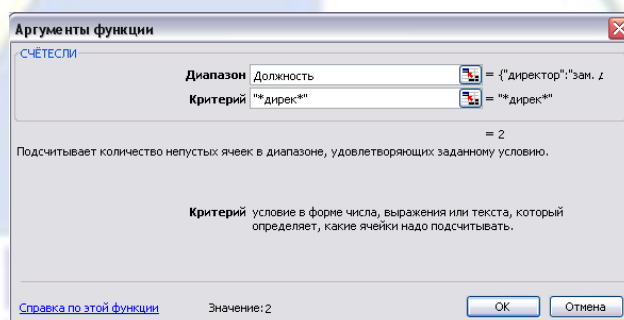 Аргументы функции
СЧЁТЕСЛИ
Диапазон Должность = {"директор":"зам.
Критерий "*дирек*" = "*дирек*"
= 2
Подсчитывает количество непустых ячеек в диапазоне, удовлетворяющих заданному условию.
Критерий условие в форме числа, выражения или текста, который
определяет, какие ячейки надо подсчитывать.
Справка по этой функции Значение:2 ОК Отмена